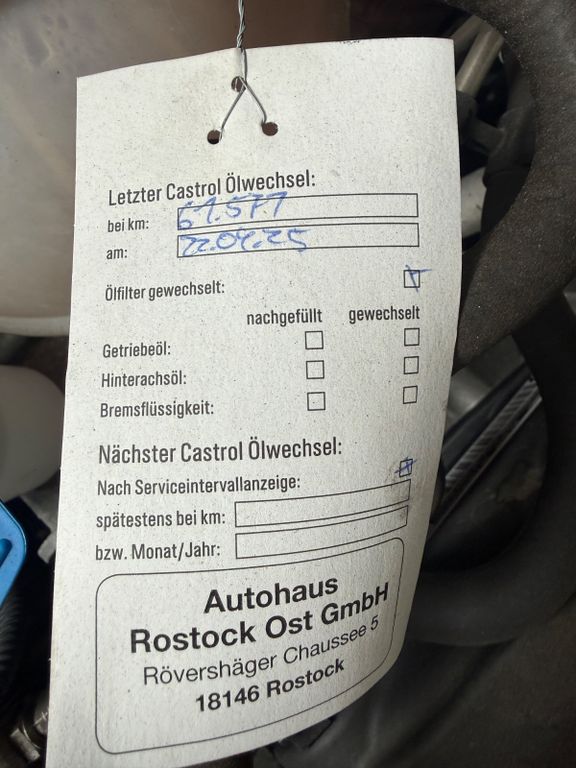 Letzter Castrol Ölwechsel:
bei km: 61.577
am: 22.04.25
Ölfilter gewechselt:
nachgefüllt gewechselt
Getriebeöl:
Hinterachsöl:
Bremsflüssigkeit:
Nächster Castrol Ölwechsel:
Nach Serviceintervallanzeige:
spätestens bei km:
bzw. Monat/Jahr:
Autohaus
Rostock Ost GmbH
Rövershäger Chaussee 5
18146 Rostock